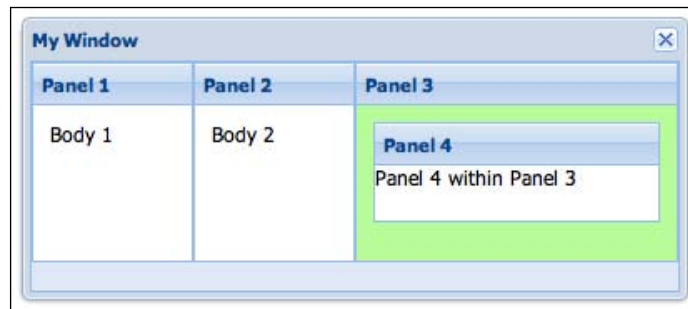 My Window
Panel 1
Panel 2
Panel 3
Body 1
Body 2
Panel 4
Panel 4 within Panel 3